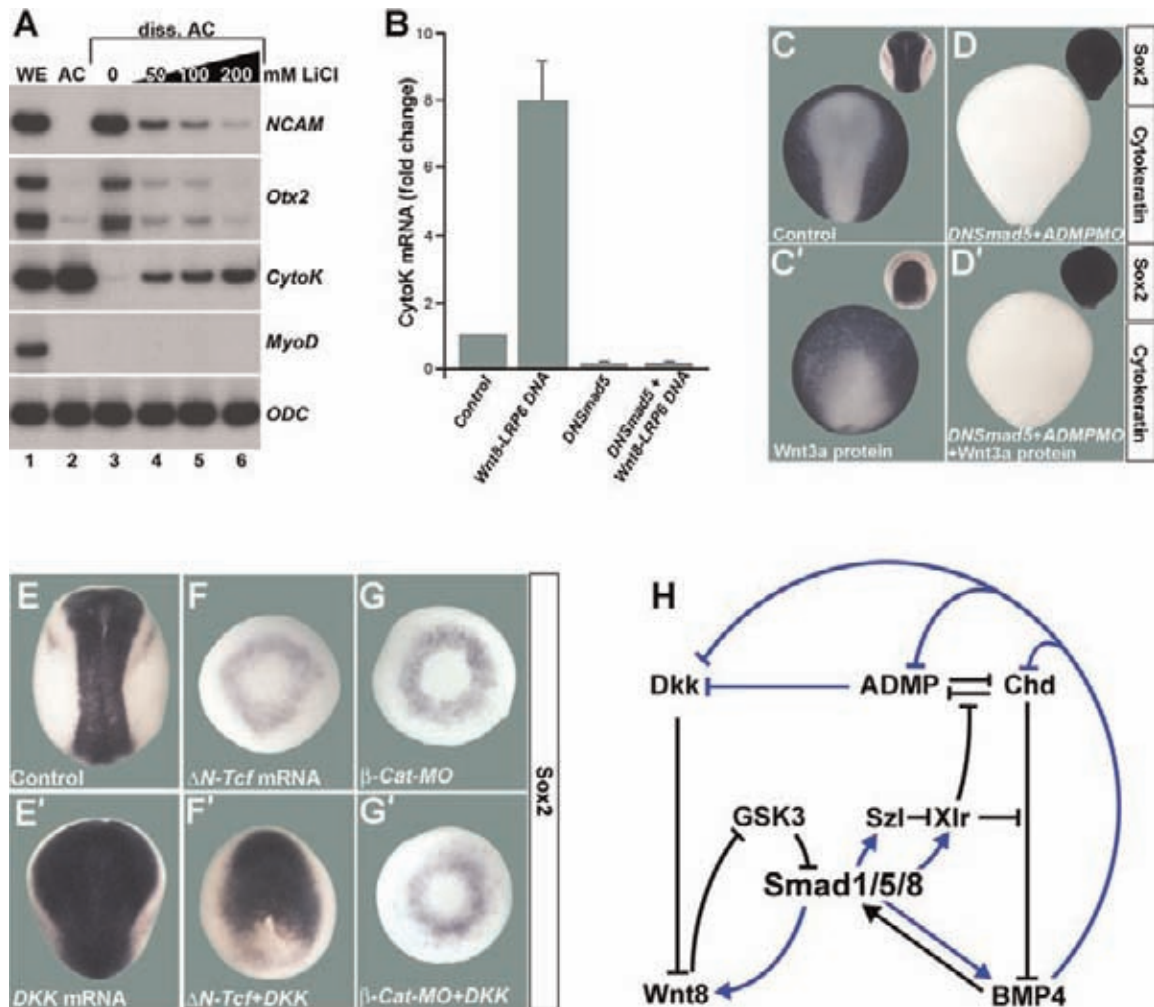 A
diss. AC
WE AC 0 50 100 200 mM LiCl
NCAM
Otx2
CytoK
MyoD
ODC
1 2 3 4 5 6
B
CytoK mRNA (fold change)
10
8
6
4
2
0
Control
Wnt8-LRP6 DNA
DNSmad5
DNSmad5 +
Wnt8-LRP6 DNA
C
Control
D
DNSmad5+ADMPMO
Sox2
Cytokeratin
C'
Wnt3a protein
D'
DNSmad5+ADMPMO
+Wnt3a protein
Sox2
Cytokeratin
E
Control
F
ΔN-Tcf mRNA
G
β-Cat-MO
E'
DKK mRNA
F'
ΔN-Tcf+DKK
G'
β-Cat-MO+DKK
Sox2
H
Dkk ADMP Chd
GSK3 Szl Xlr
Smad1/5/8
Wnt8 BMP4